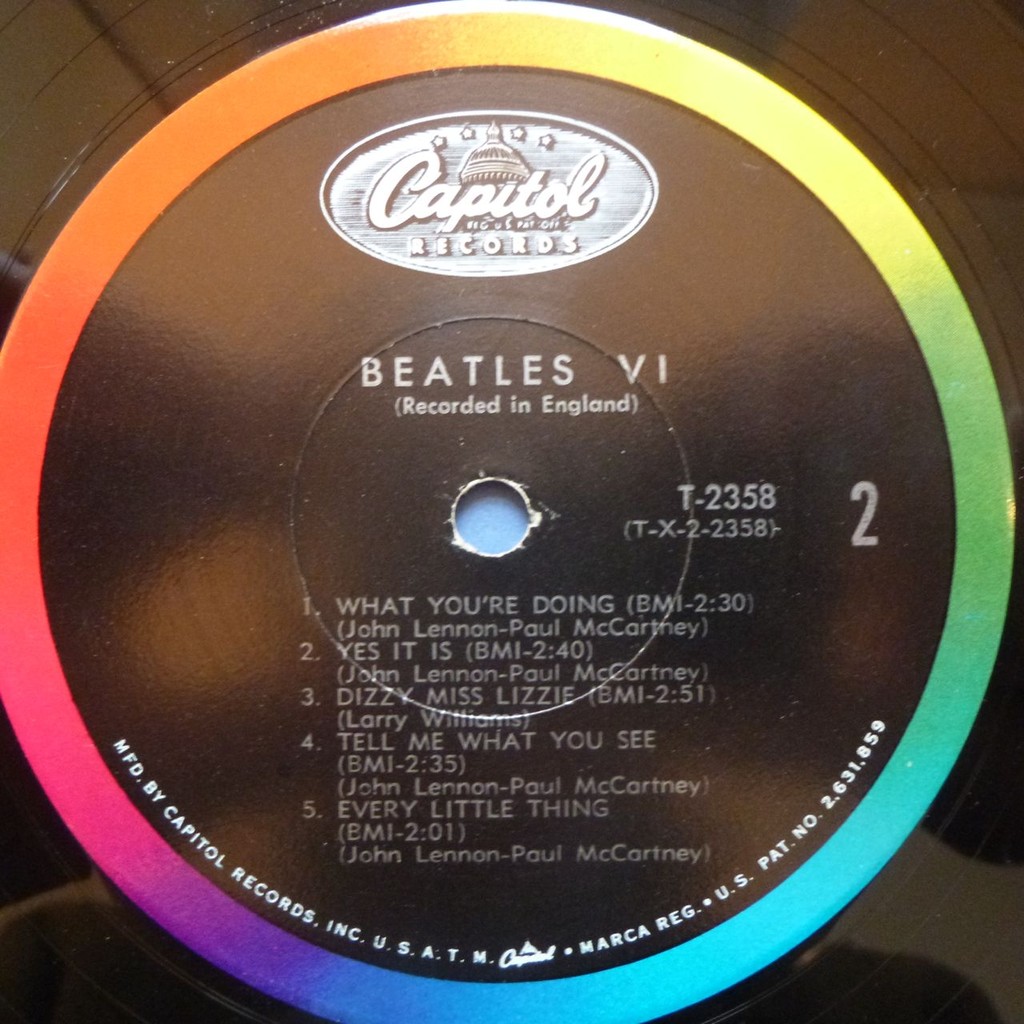 Capitol
REG U S PAT OFF
RECORDS
BEATLES VI
(Recorded in England)
T-2358
(T-X-2-2358)
2
1. WHAT YOU'RE DOING (BMI-2:30)
(John Lennon-Paul McCartney)
2. YES IT IS (BMI-2:40)
(John Lennon-Paul McCartney)
3. DIZZY MISS LIZZIE (BMI-2:51)
(Larry Williams)
4. TELL ME WHAT YOU SEE
(BMI-2:35)
(John Lennon-Paul McCartney)
5. EVERY LITTLE THING
(BMI-2:01)
(John Lennon-Paul McCartney)
MFD. BY CAPITOL RECORDS, INC. U. S. A. T. M. Capitol • MARCA REG. • U.S. PAT. NO. 2,631,859